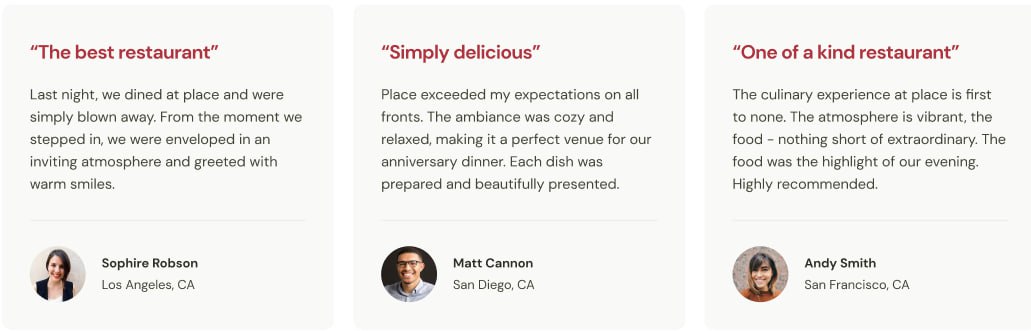 “The best restaurant”
Last night, we dined at place and were
simply blown away. From the moment we
stepped in, we were enveloped in an
inviting atmosphere and greeted with
warm smiles.
Sophire Robson
Los Angeles, CA
“Simply delicious”
Place exceeded my expectations on all
fronts. The ambiance was cozy and
relaxed, making it a perfect venue for our
anniversary dinner. Each dish was
prepared and beautifully presented.
Matt Cannon
San Diego, CA
“One of a kind restaurant”
The culinary experience at place is first
to none. The atmosphere is vibrant, the
food - nothing short of extraordinary. The
food was the highlight of our evening.
Highly recommended.
Andy Smith
San Francisco, CA